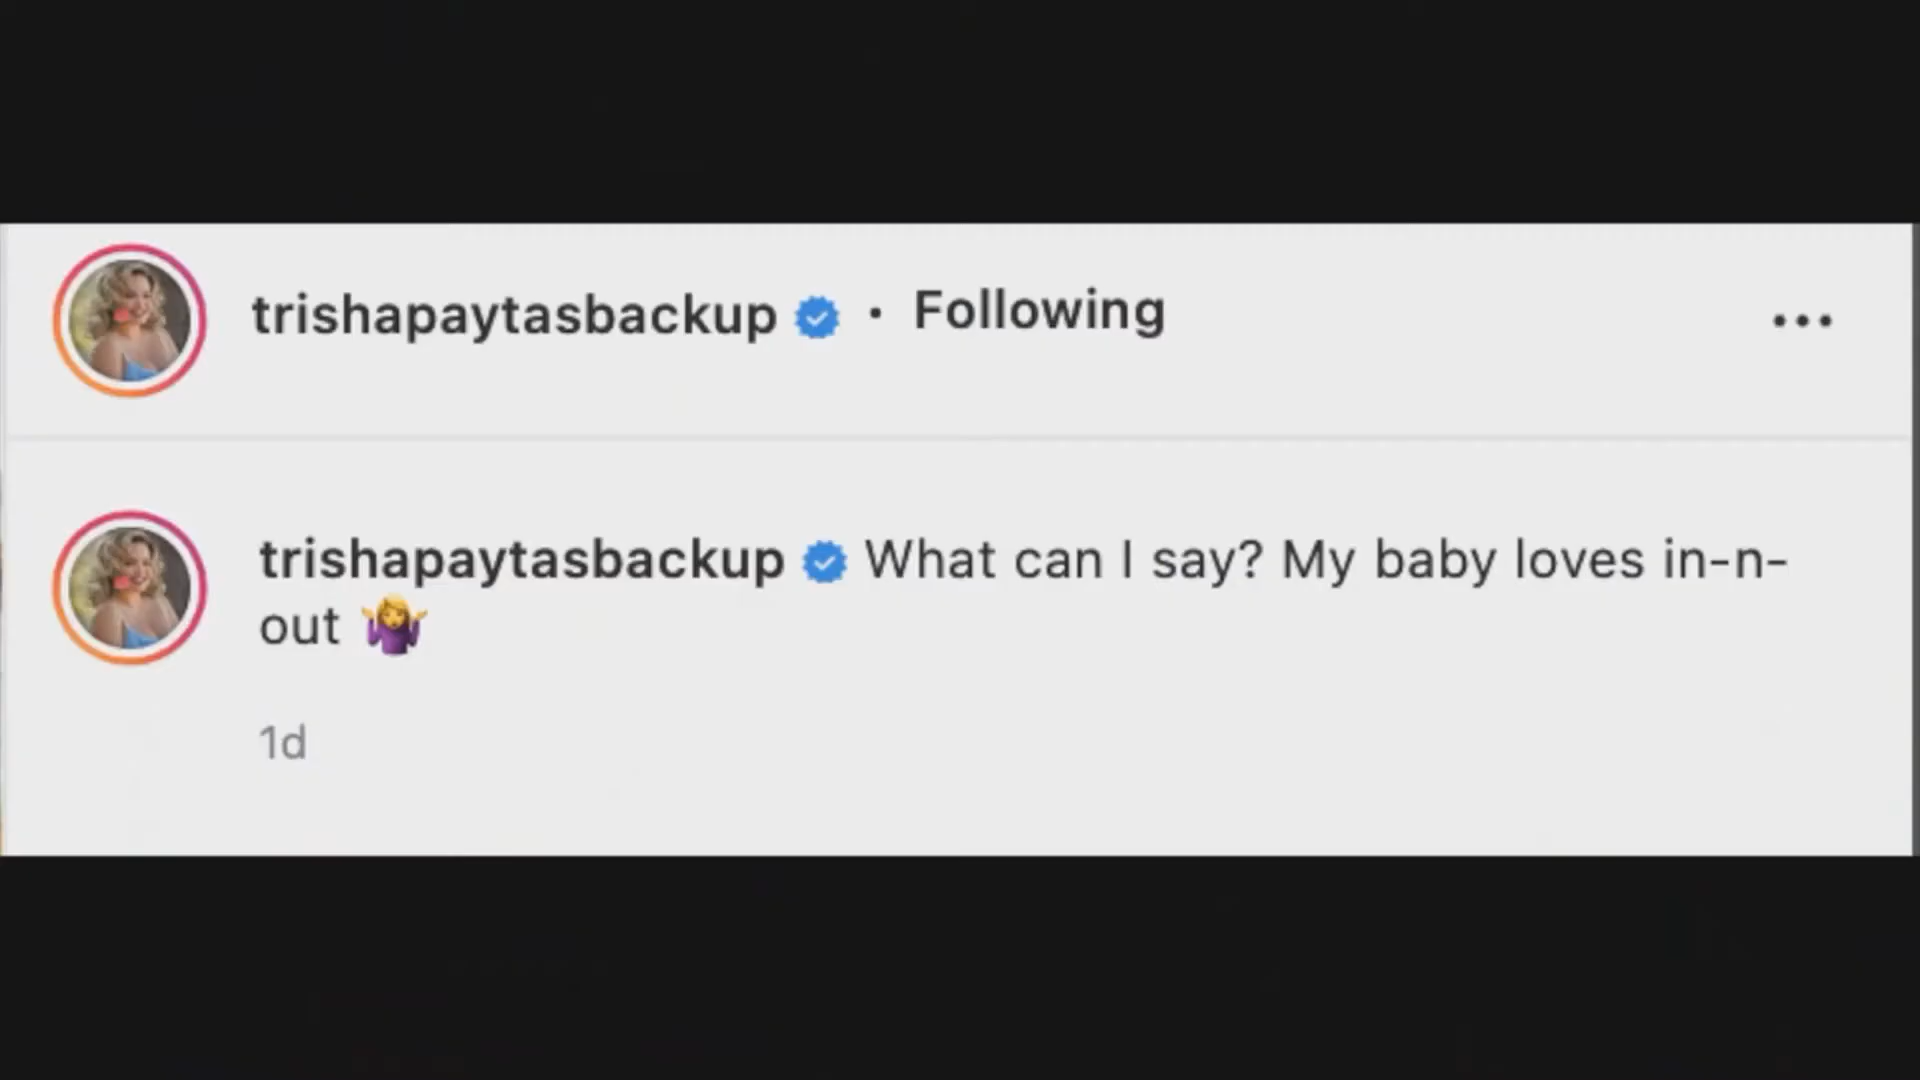 trishapaytasbackup • Following
trishapaytasbackup What can I say? My baby loves in-n-
out 🤷‍♀️
1d